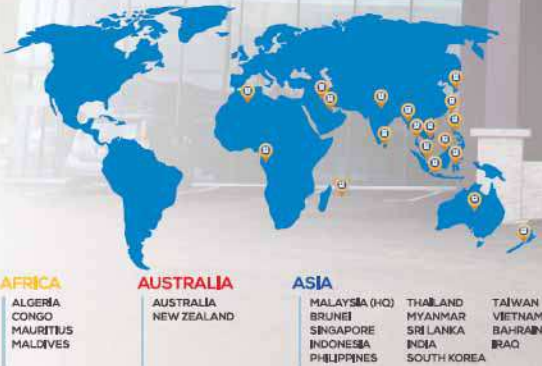 AFRICA
ALGERIA
CONGO
MAURITIUS
MALDIVES
AUSTRALIA
AUSTRALIA
NEW ZEALAND
ASIA
MALAYSIA (HQ)
BRUNEI
SINGAPORE
INDONESIA
PHILIPPINES
THAILAND
MYANMAR
SRI LANKA
INDIA
SOUTH KOREA
TAIWAN
VIETNAM
BAHRAIN
IRAQ